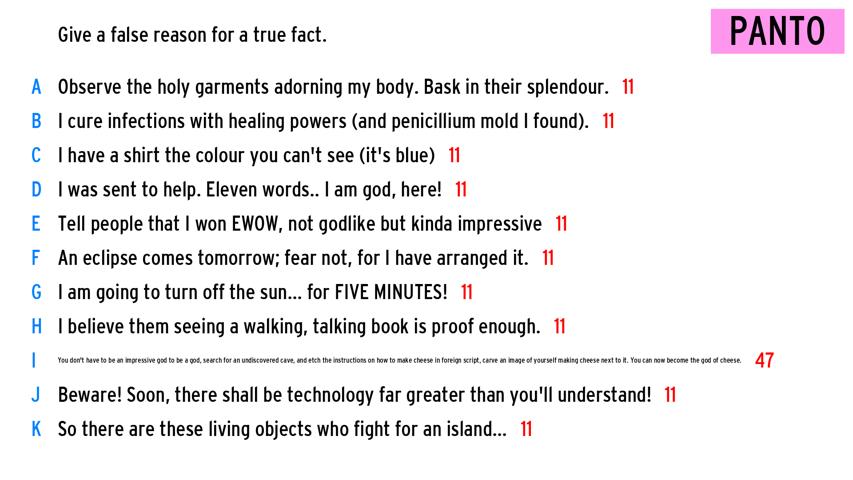 Give a false reason for a true fact.
PANTO
A Observe the holy garments adorning my body. Bask in their splendour. 11
B I cure infections with healing powers (and penicillium mold I found). 11
C I have a shirt the colour you can't see (it's blue) 11
D I was sent to help. Eleven words.. I am god, here! 11
E Tell people that I won EWOW, not godlike but kinda impressive 11
F An eclipse comes tomorrow; fear not, for I have arranged it. 11
G I am going to turn off the sun... for FIVE MINUTES! 11
H I believe them seeing a walking, talking book is proof enough. 11
I You don't have to be an impressive god to be a god, search for an undiscovered cave, and etch the instructions on how to make cheese in foreign script, carve an image of yourself making cheese next to it. You can now become the god of cheese. 47
J Beware! Soon, there shall be technology far greater than you'll understand! 11
K So there are these living objects who fight for an island... 11